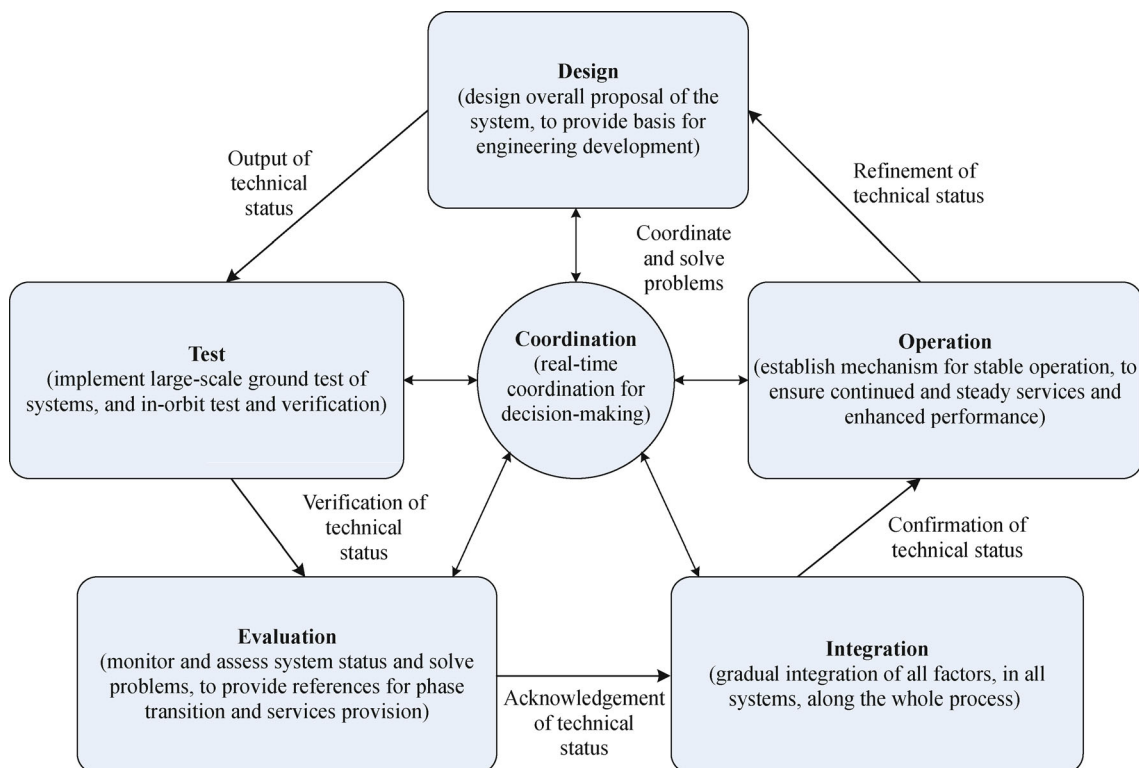 Design
(design overall proposal of the
system, to provide basis for
engineering development)
Output of
technical
status
Refinement of
technical status
Coordinate
and solve
problems
Test
(implement large-scale ground test of
systems, and in-orbit test and verification)
Coordination
(real-time
coordination for
decision-making)
Operation
(establish mechanism for stable operation, to
ensure continued and steady services and
enhanced performance)
Verification of
technical
status
Confirmation of
technical status
Evaluation
(monitor and assess system status and solve
problems, to provide references for phase
transition and services provision)
Acknowledgement
of technical
status
Integration
(gradual integration of all factors, in all
systems, along the whole process)